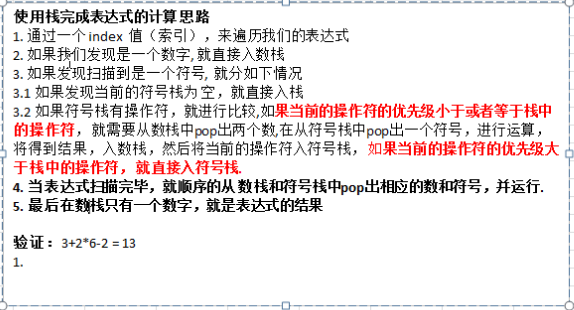 使用栈完成表达式的计算 思路
1. 通过一个 index 值（索引），来遍历我们的表达式
2. 如果我们发现是一个数字, 就直接入数栈
3. 如果发现扫描到是一个符号, 就分如下情况
3.1 如果发现当前的符号栈为 空，就直接入栈
3.2 如果符号栈有操作符，就进行比较,如果当前的操作符的优先级小于或者等于栈中
的操作符，就需要从数栈中pop出两个数,在从符号栈中pop出一个符号，进行运算，
将得到结果，入数栈，然后将当前的操作符入符号栈，如果当前的操作符的优先级大
于栈中的操作符，就直接入符号栈.
4. 当表达式扫描完毕，就顺序的从 数栈和符号栈中pop出相应的数和符号，并运行.
5. 最后在数栈只有一个数字，就是表达式的结果
验证：3+2*6-2 = 13
1.